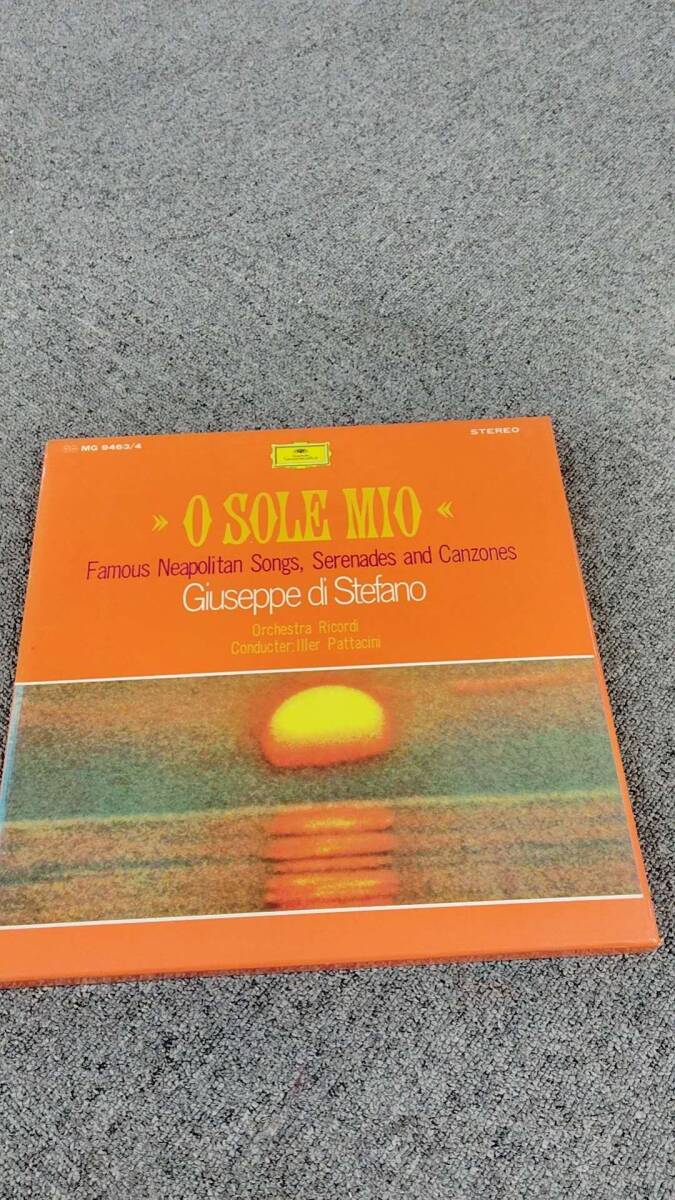 MG 9463/4
STEREO
» O SOLE MIO «
Famous Neapolitan Songs, Serenades and Canzones
Giuseppe di Stefano
Orchestra Ricordi
Conducter:Iller Pattacini